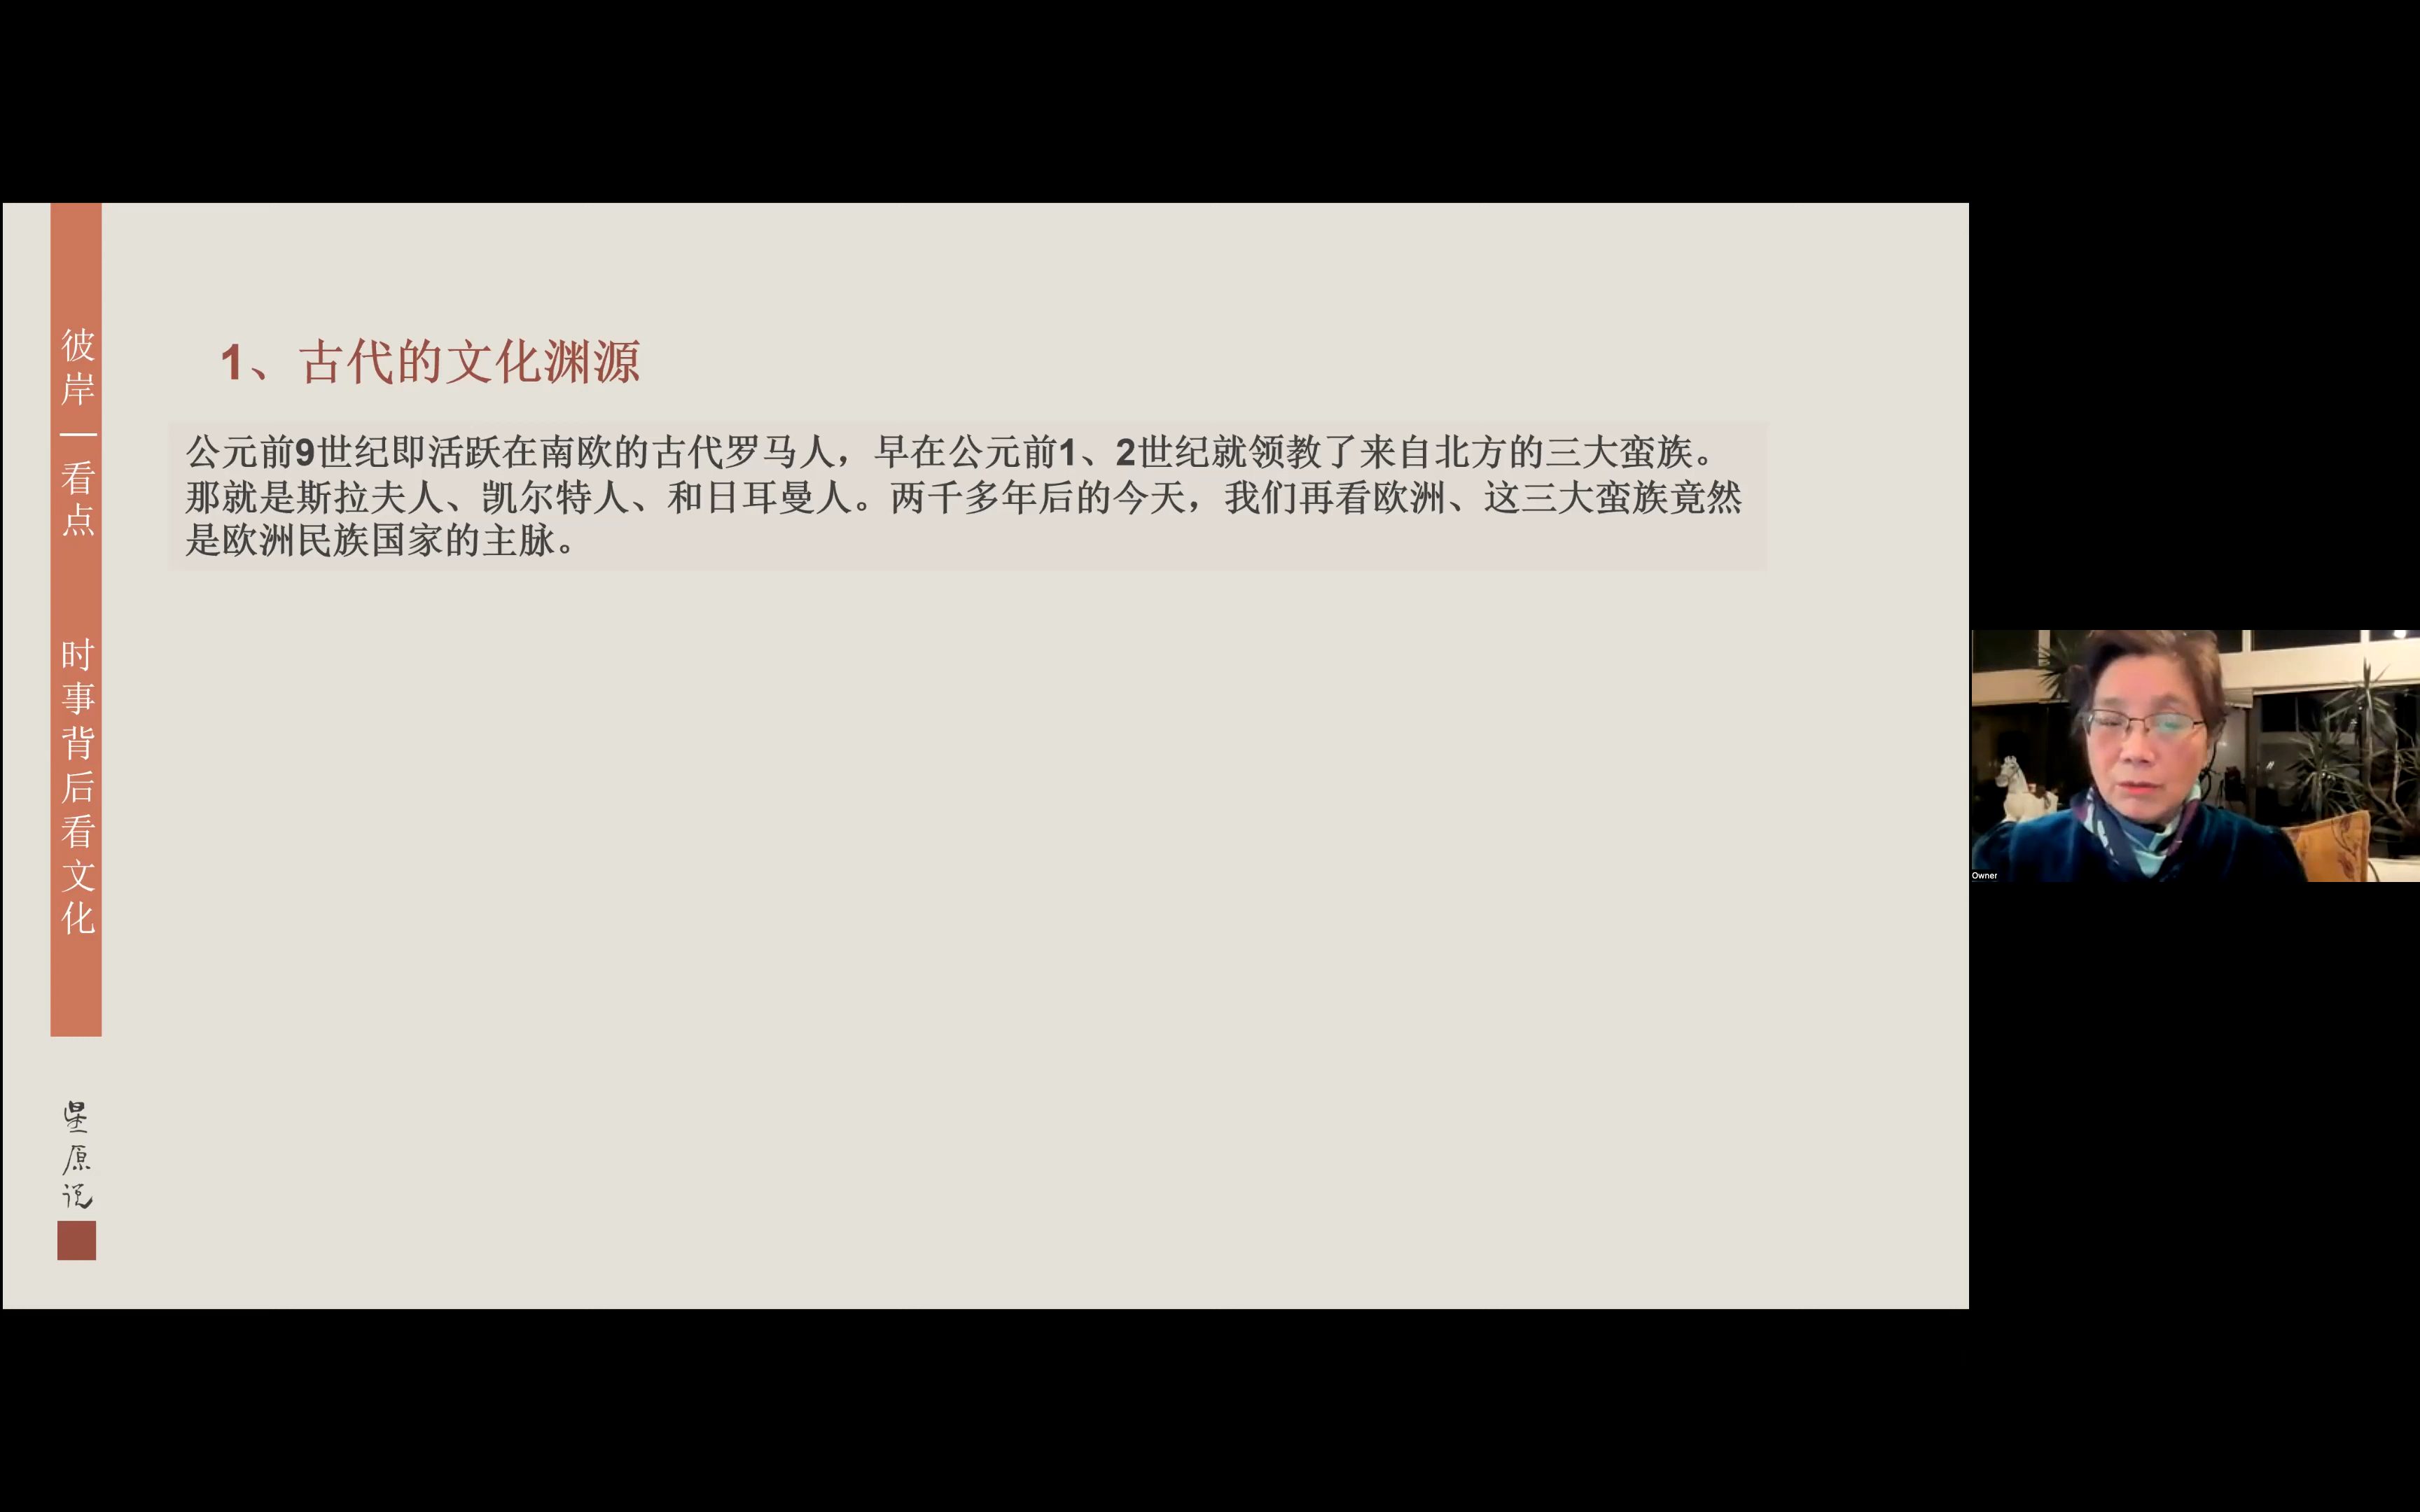 彼岸|看点 时事背后看文化
星原说
1、古代的文化渊源
公元前9世纪即活跃在南欧的古代罗马人，早在公元前1、2世纪就领教了来自北方的三大蛮族。
那就是斯拉夫人、凯尔特人、和日耳曼人。两千多年后的今天，我们再看欧洲、这三大蛮族竟然
是欧洲民族国家的主脉。
Owner